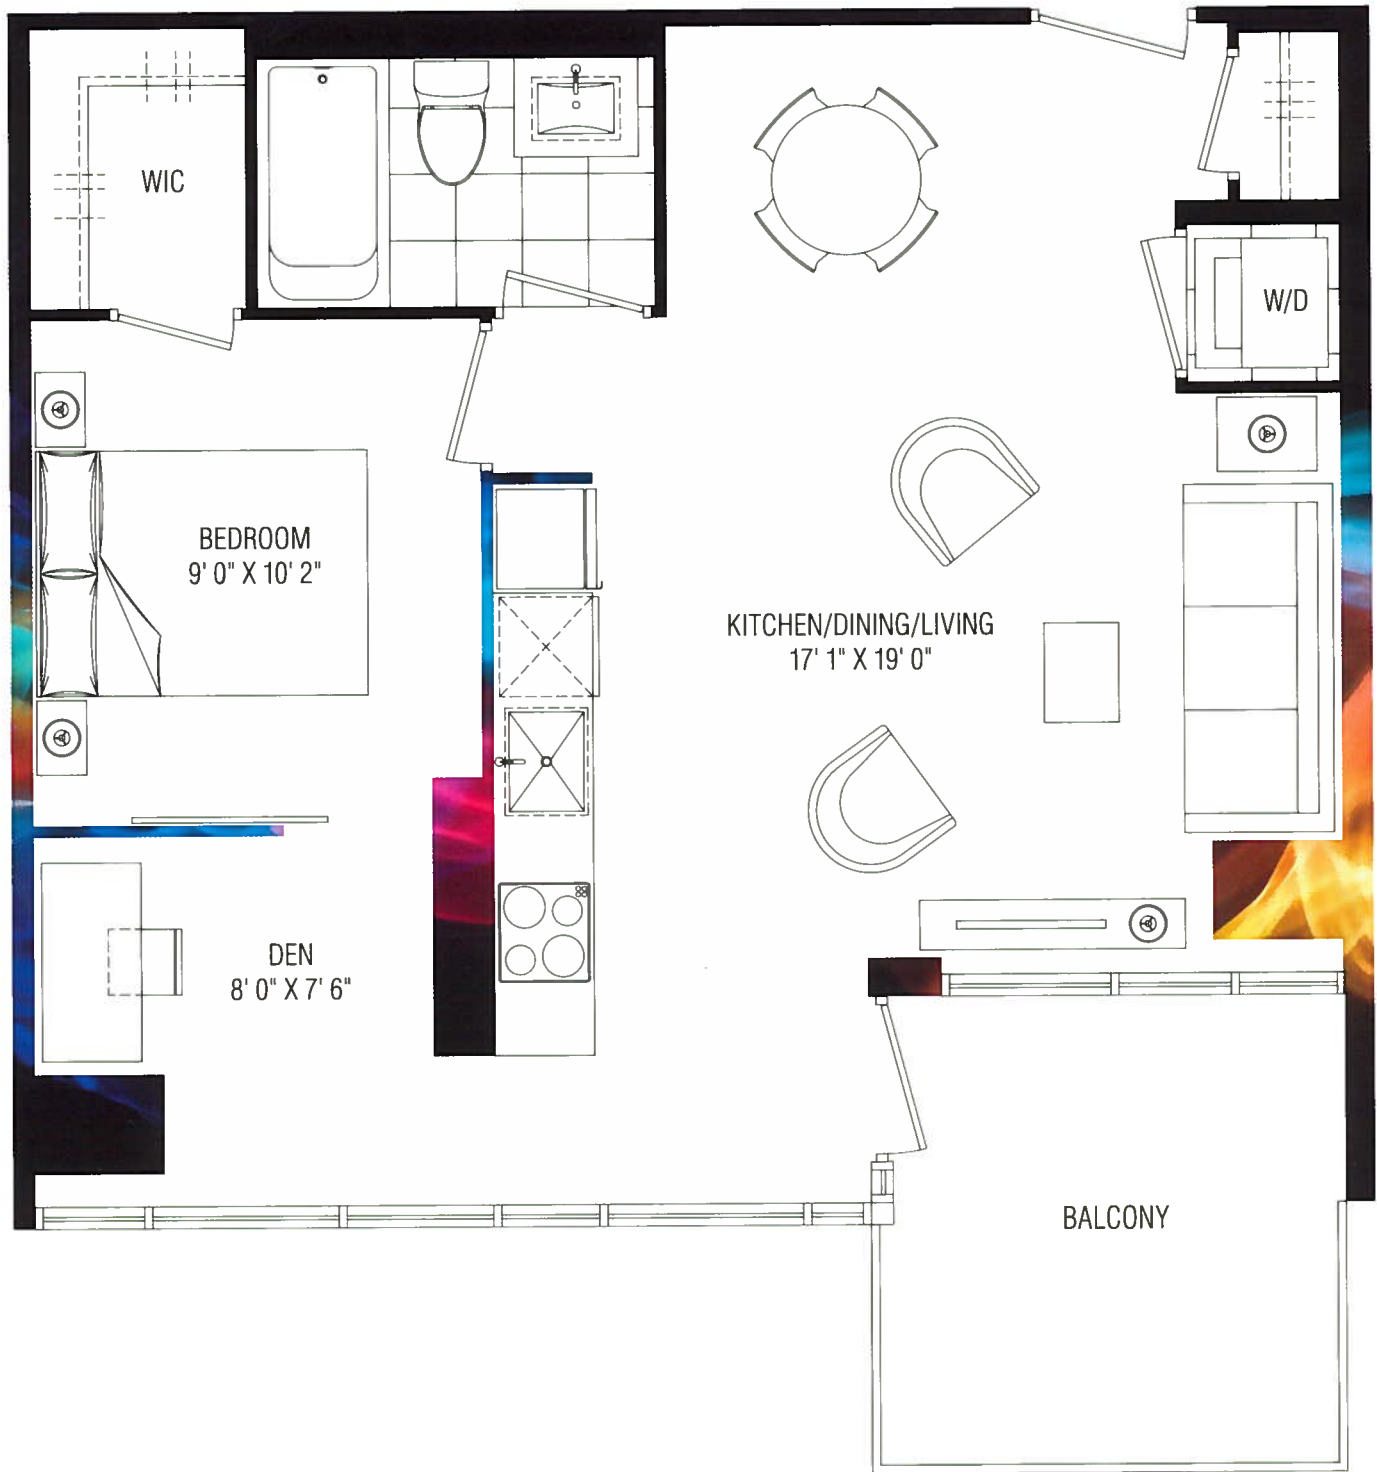 WIC
W/D
BEDROOM
9' 0" X 10' 2"
KITCHEN/DINING/LIVING
17' 1" X 19' 0"
DEN
8' 0" X 7' 6"
BALCONY